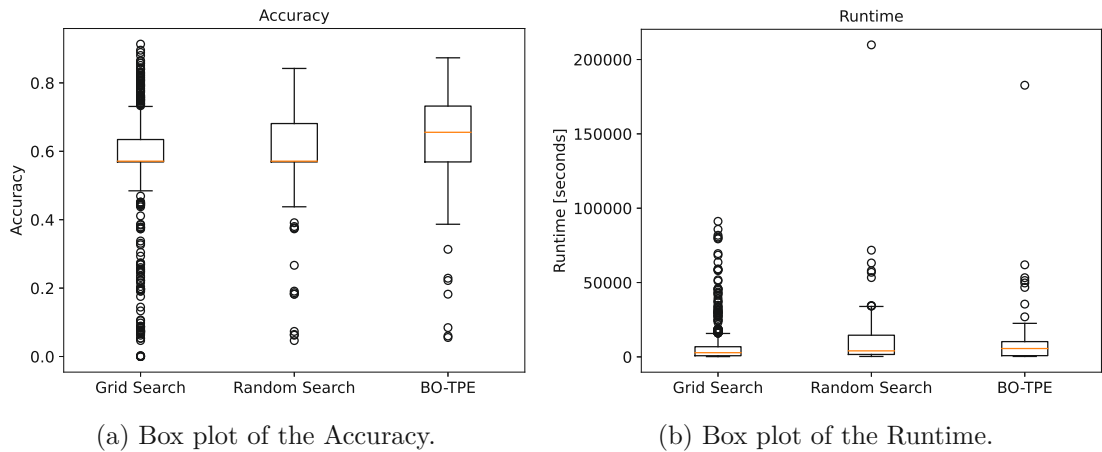 Accuracy
Accuracy
0.8
0.6
0.4
0.2
0.0
Grid Search Random Search BO-TPE
(a) Box plot of the Accuracy.
Runtime
Runtime [seconds]
200000
150000
100000
50000
0
Grid Search Random Search BO-TPE
(b) Box plot of the Runtime.